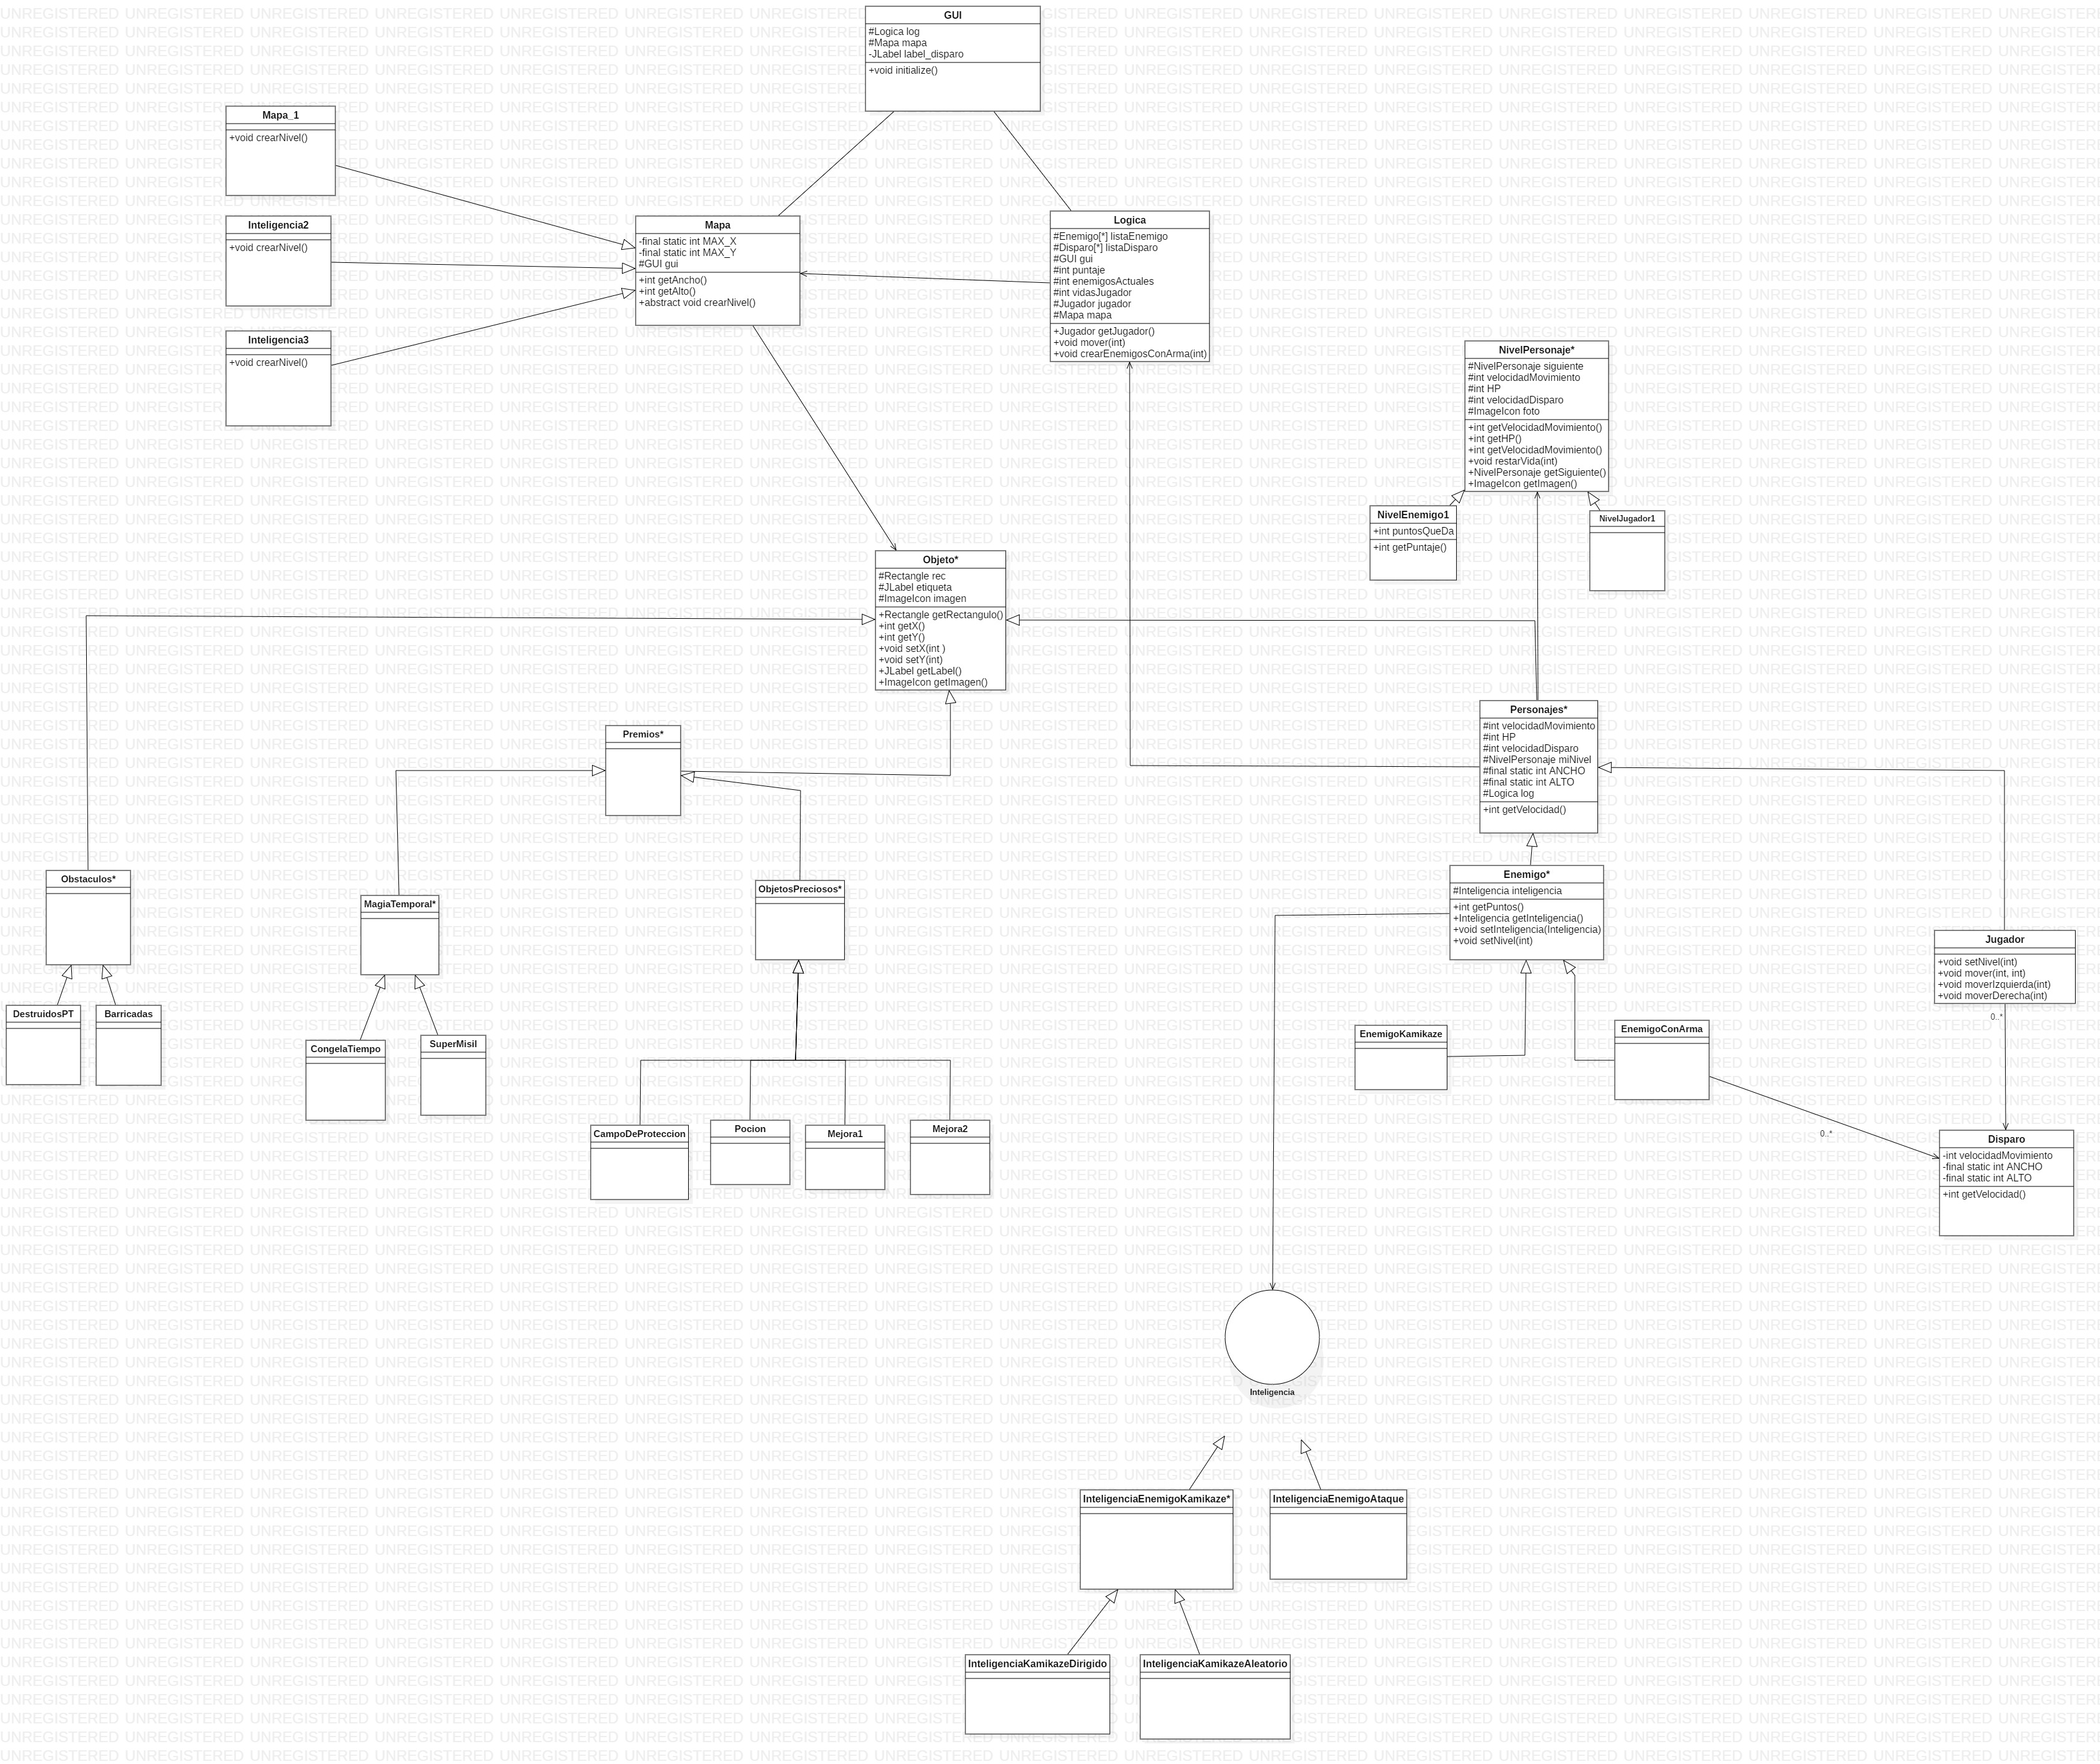 GUI
#Logica log
#Mapa mapa
-JLabel label_disparo
+void initialize()
Mapa_1
+void crearNivel()
Inteligencia2
+void crearNivel()
Inteligencia3
+void crearNivel()
Mapa
-final static int MAX_X
-final static int MAX_Y
#GUI gui
+int getAncho()
+int getAlto()
+abstract void crearNivel()
Logica
#Enemigo[*] listaEnemigo
#Disparo[*] listaDisparo
#GUI gui
#int puntaje
#int enemigosActuales
#int vidasJugador
#Jugador jugador
#Mapa mapa
+Jugador getJugador()
+void mover(int)
+void crearEnemigosConArma(int)
NivelPersonaje*
#NivelPersonaje siguiente
#int velocidadMovimiento
#int HP
#int velocidadDisparo
#ImageIcon foto
+int getVelocidadMovimiento()
+int getHP()
+int getVelocidadMovimiento()
+void restarVida(int)
+NivelPersonaje getSiguiente()
+ImageIcon getImagen()
NivelEnemigo1
+int puntosQueDa
+int getPuntaje()
NivelJugador1
Objeto*
#Rectangle rec
#JLabel etiqueta
#ImageIcon imagen
+Rectangle getRectangulo()
+int getX()
+int getY()
+void setX(int )
+void setY(int)
+JLabel getLabel()
+ImageIcon getImagen()
Premios*
Personajes*
#int velocidadMovimiento
#int HP
#int velocidadDisparo
#NivelPersonaje miNivel
#final static int ANCHO
#final static int ALTO
#Logica log
+int getVelocidad()
Obstaculos*
MagiaTemporal*
ObjetosPreciosos*
Enemigo*
#Inteligencia inteligencia
+int getPuntos()
+Inteligencia getInteligencia()
+void setInteligencia(Inteligencia)
+void setNivel(int)
Jugador
+void setNivel(int)
+void mover(int, int)
+void moverIzquierda(int)
+void moverDerecha(int)
0..*
DestruidosPT
Barricadas
CongelaTiempo
SuperMisil
EnemigoKamikaze
EnemigoConArma
0..*
CampoDeProteccion
Pocion
Mejora1
Mejora2
Disparo
-int velocidadMovimiento
-final static int ANCHO
-final static int ALTO
+int getVelocidad()
Inteligencia
InteligenciaEnemigoKamikaze*
InteligenciaEnemigoAtaque
InteligenciaKamikazeDirigido
InteligenciaKamikazeAleatorio
UNREGISTERED